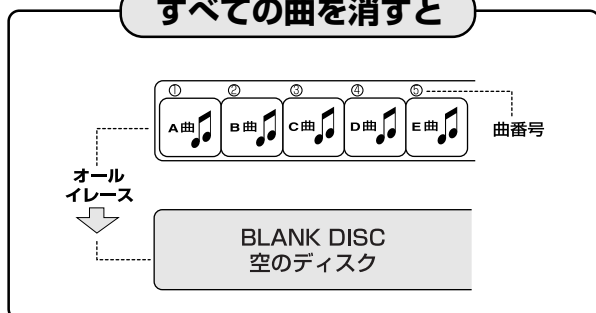 すべての曲を消すと
① ② ③ ④ ⑤
A曲 B曲 C曲 D曲 E曲
曲番号
オール
イレース
BLANK DISC
空のディスク